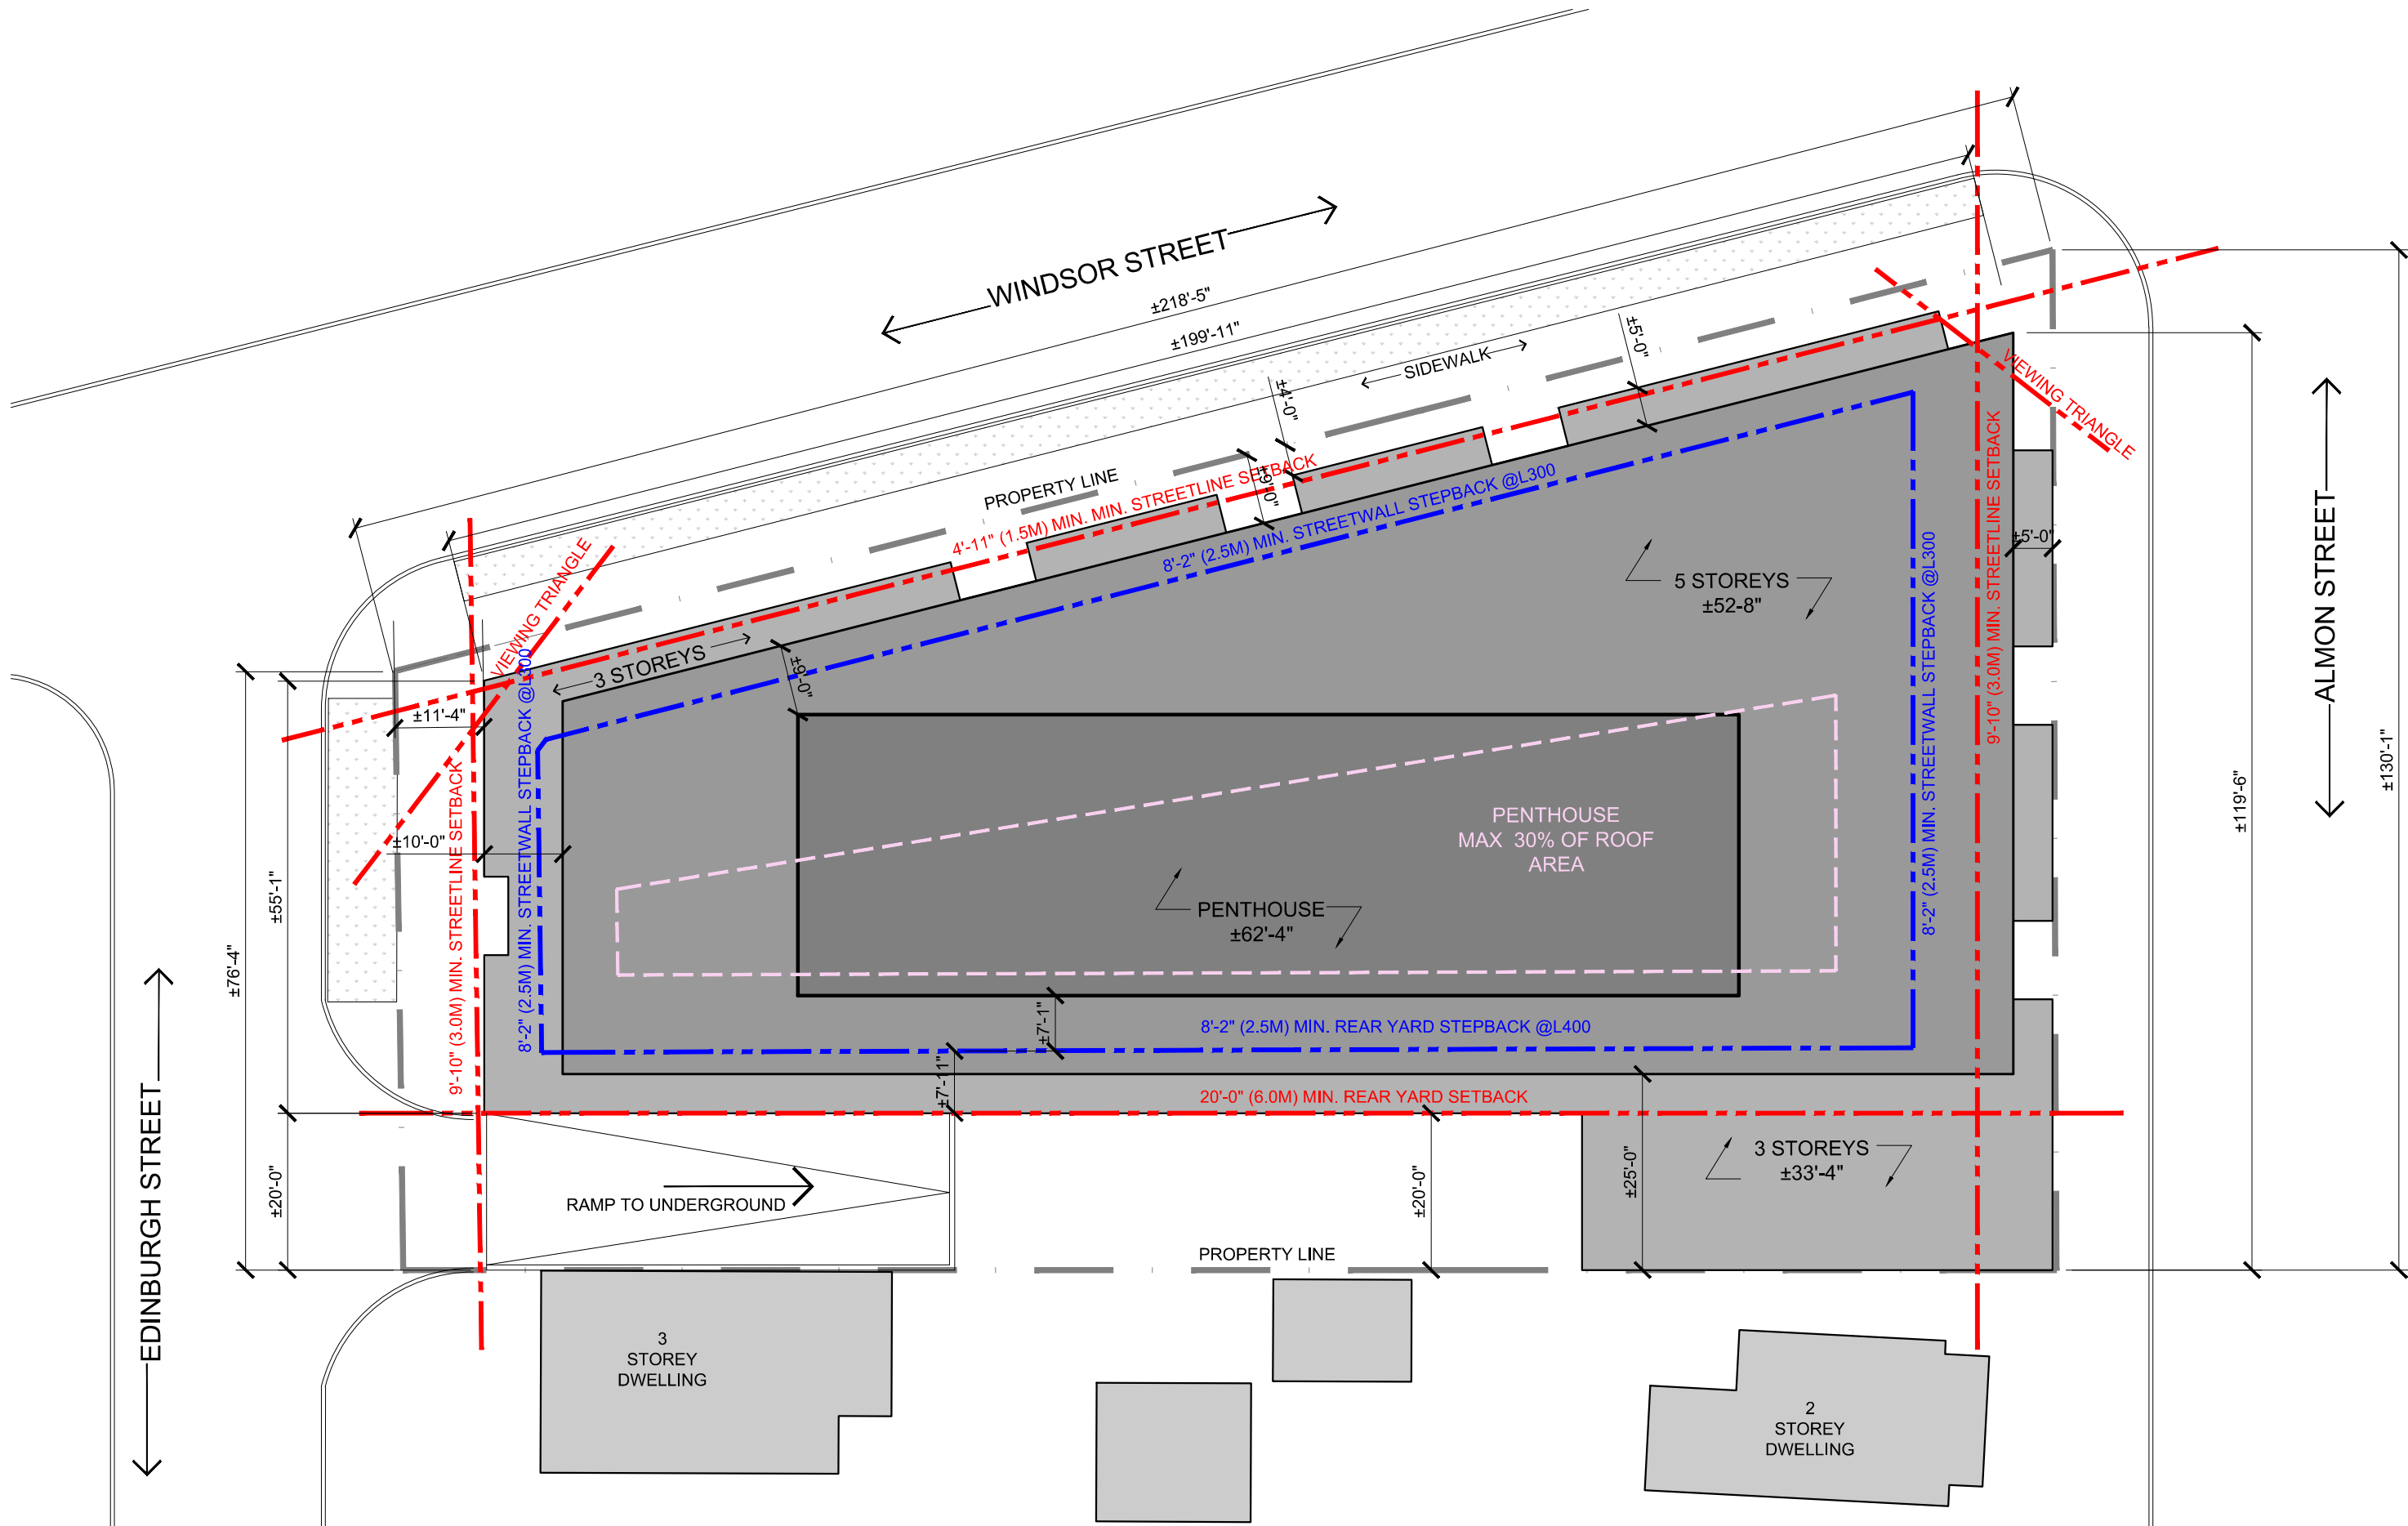 WINDSOR STREET
±218'-5"
±199'-11"
SIDEWALK
±5'-0"
±4'-0"
±9'-0"
PROPERTY LINE
4'-11" (1.5M) MIN. MIN. STREETLINE SETBACK
8'-2" (2.5M) MIN. STREETWALL STEPBACK @L300
VIEWING TRIANGLE
VIEWING TRIANGLE
3 STOREYS
±9'-0"
5 STOREYS
±52-8"
±5'-0"
9'-10" (3.0M) MIN. STREETLINE SETBACK
8'-2" (2.5M) MIN. STREETWALL STEPBACK @L300
ALMON STREET
±130'-1"
±119'-6"
±11'-4"
±10'-0"
9'-10" (3.0M) MIN. STREETLINE SETBACK
8'-2" (2.5M) MIN. STREETWALL STEPBACK @L300
±55'-1"
±76'-4"
±20'-0"
EDINBURGH STREET
PENTHOUSE
MAX 30% OF ROOF
AREA
PENTHOUSE
±62'-4"
±7'-1"
8'-2" (2.5M) MIN. REAR YARD STEPBACK @L400
±7'-11"
20'-0" (6.0M) MIN. REAR YARD SETBACK
RAMP TO UNDERGROUND
±20'-0"
±25'-0"
3 STOREYS
±33'-4"
PROPERTY LINE
3
STOREY
DWELLING
2
STOREY
DWELLING